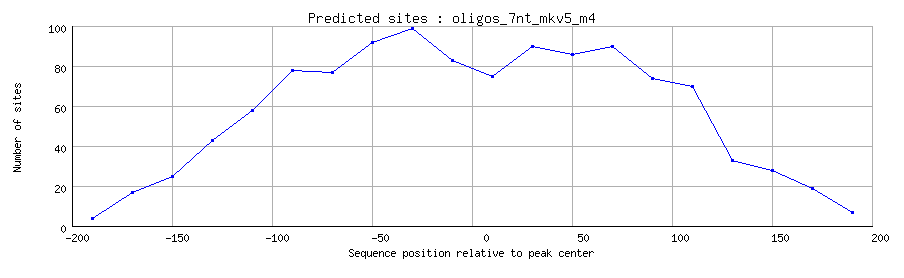 Predicted sites : oligos_7nt_mkv5_m4
100
80
60
40
20
0
Number of sites
-200 -150 -100 -50 0 50 100 150 200
Sequence position relative to peak center